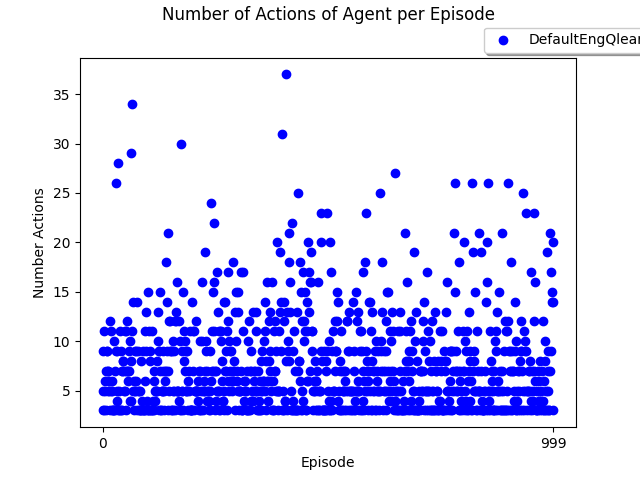 Number of Actions of Agent per Episode
DefaultEngQlear
35
30
25
20
15
10
5
Number Actions
0
999
Episode